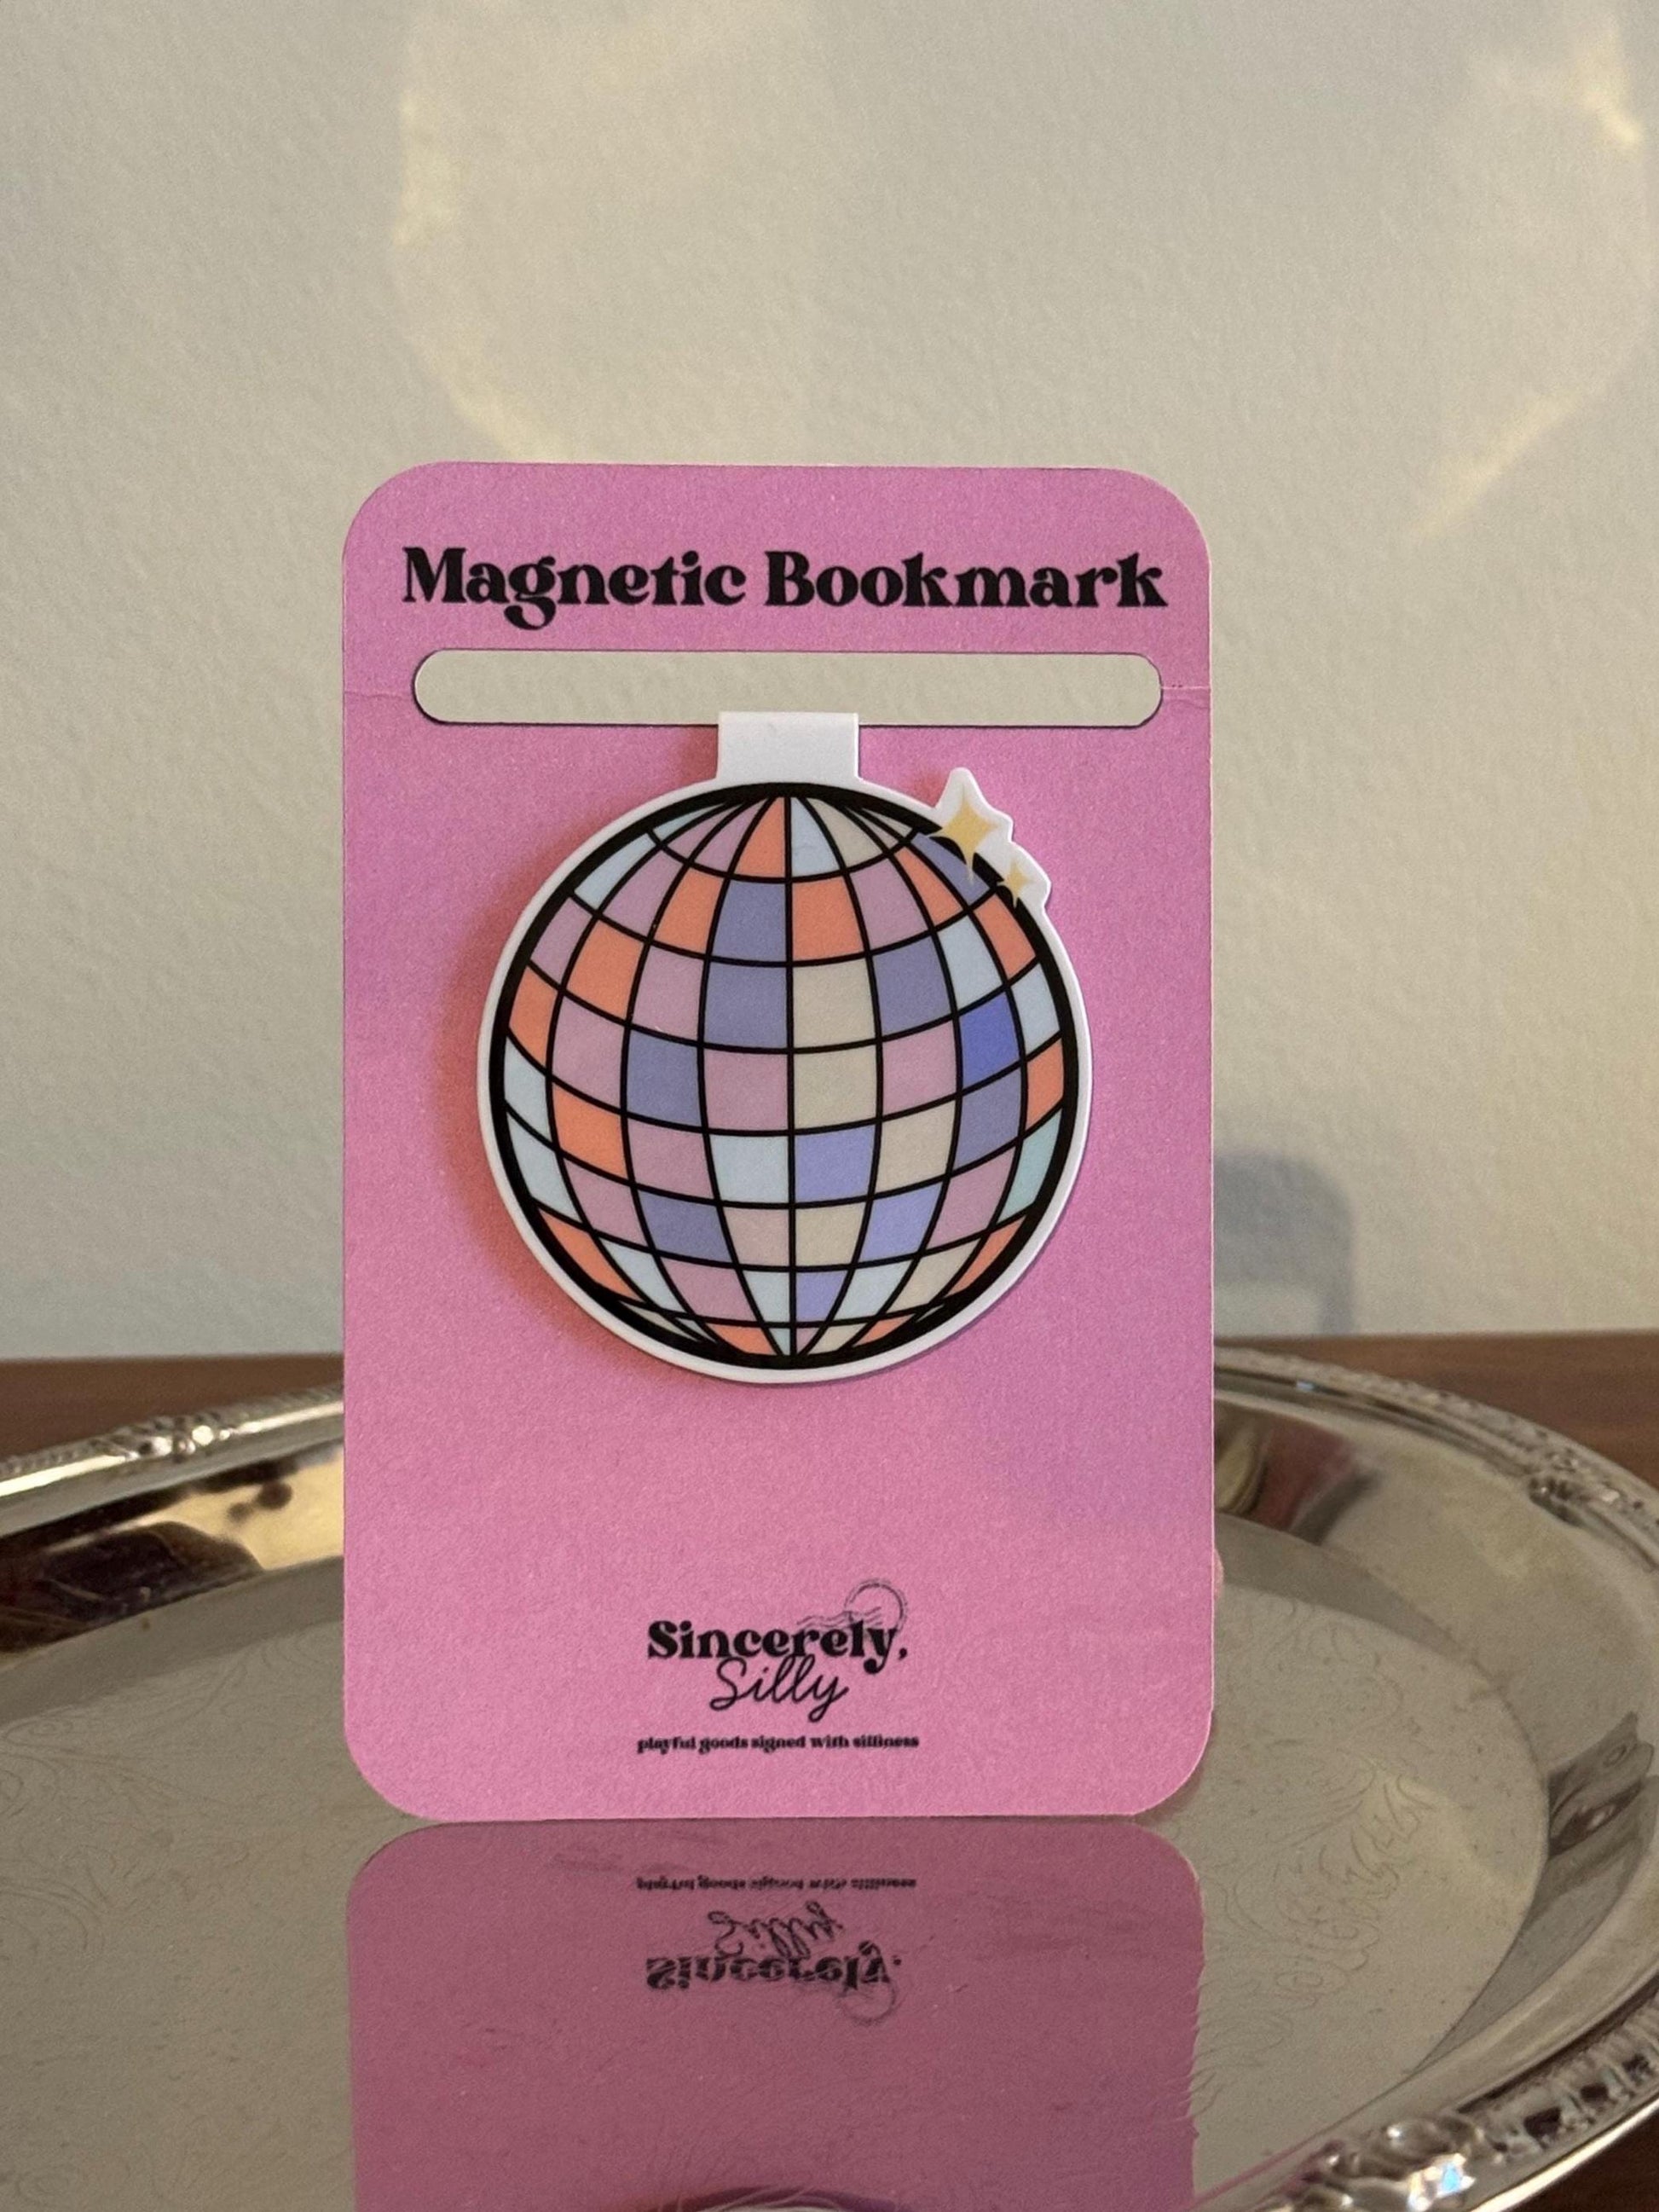 Magnetic Bookmark
Sincerely,
Silly
playful goods signed with silliness